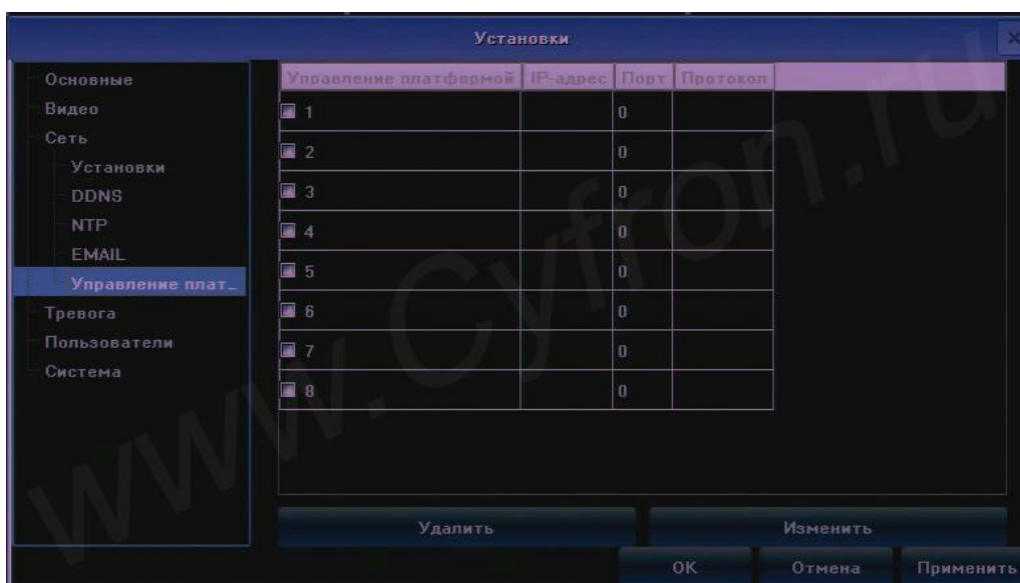 Установки
Основные
Видео
Сеть
Установки
DDNS
NTP
EMAIL
Управление плат_
Тревога
Пользователи
Система
Управление платформой IP-адрес Порт Протокол
1 0
2 0
3 0
4 0
5 0
6 0
7 0
8 0
Удалить Изменить
OK Отмена Применить
www.Cyfron.ru